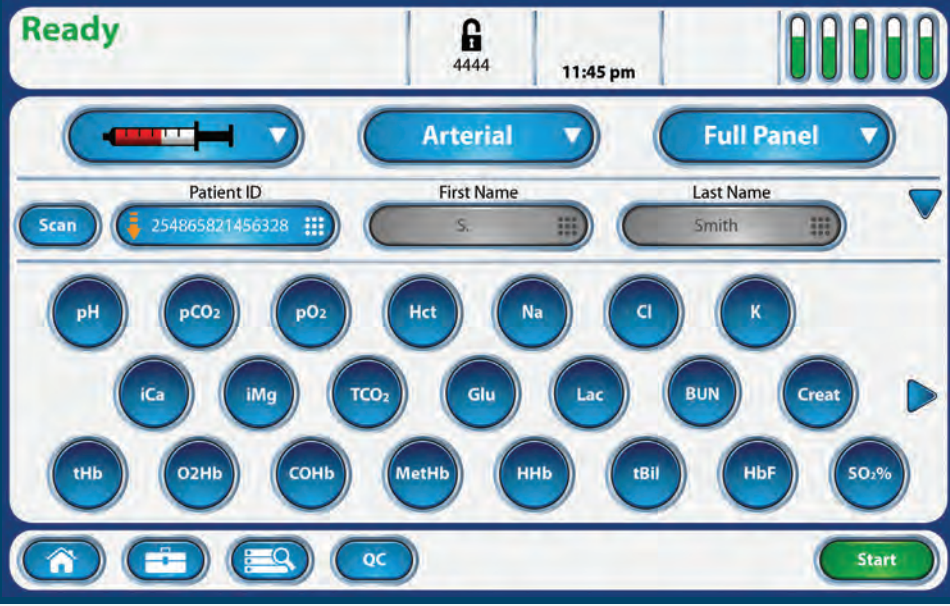 Ready
4444
11:45 pm
Arterial
Full Panel
Patient ID
First Name
Last Name
Scan
254865821456328
S.
Smith
pH pCO₂ pO₂ Hct Na Cl K
iCa iMg TCO₂ Glu Lac BUN Creat
tHb O2Hb COHb MetHb HHb tBil HbF SO₂%
QC
Start